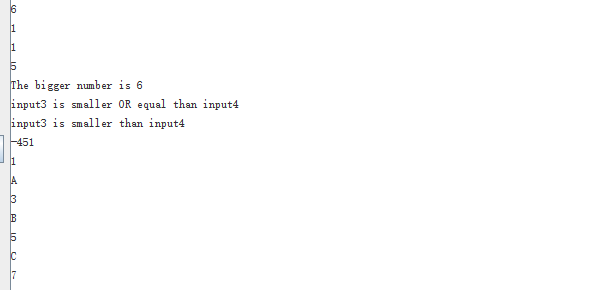 6
1
1
5
The bigger number is 6
input3 is smaller OR equal than input4
input3 is smaller than input4
-451
1
A
3
B
5
C
7